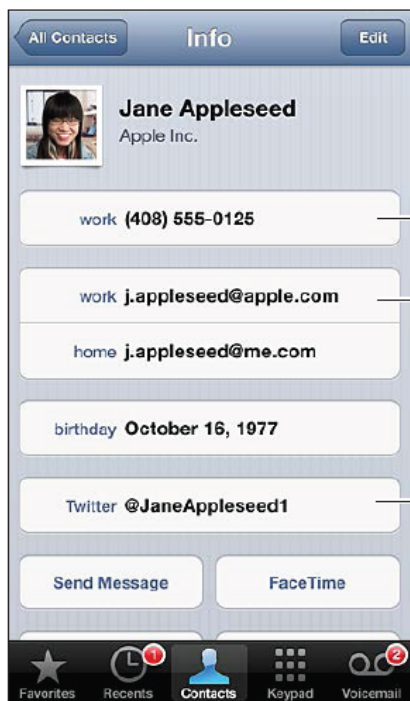 All Contacts Info Edit
Jane Appleseed
Apple Inc.
work (408) 555-0125
work j.appleseed@apple.com
home j.appleseed@me.com
birthday October 16, 1977
Twitter @JaneAppleseed1
Send Message FaceTime
1 2
Favorites Recents Contacts Keypad Voicemail